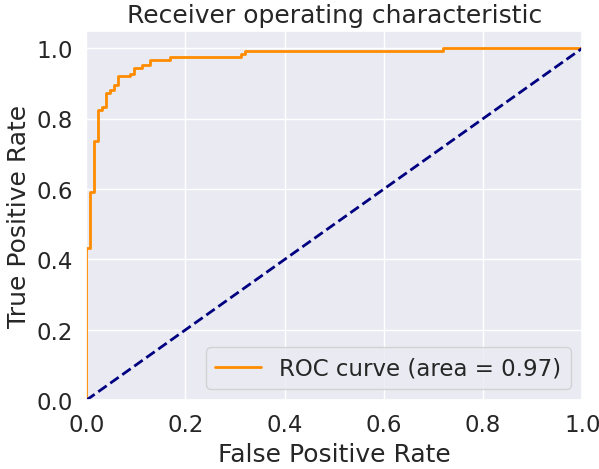 Receiver operating characteristic
True Positive Rate
1.0
0.8
0.6
0.4
0.2
0.0
ROC curve (area = 0.97)
0.0 0.2 0.4 0.6 0.8 1.0
False Positive Rate